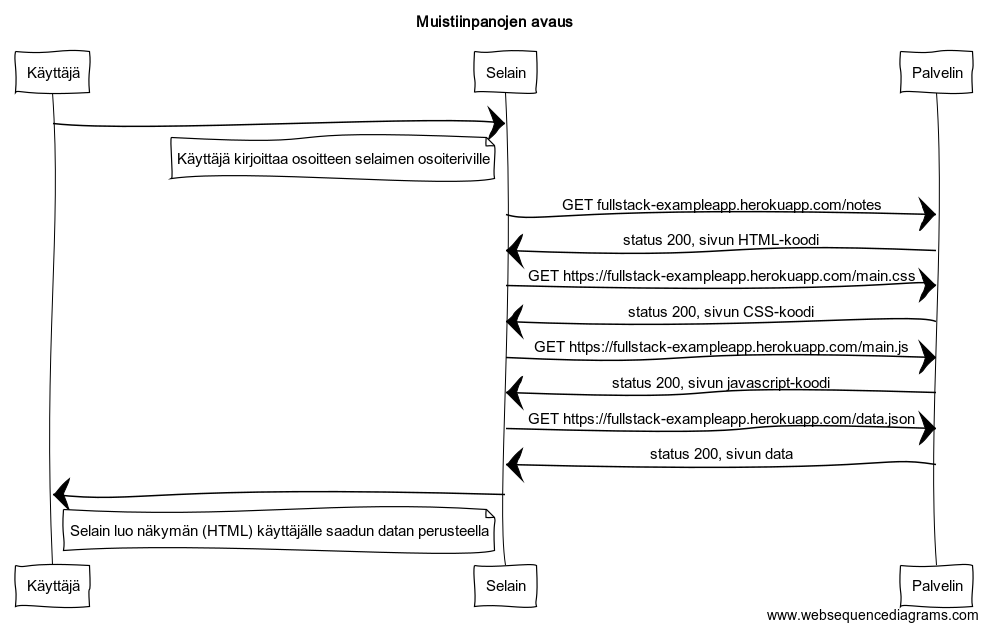 Muistiinpanojen avaus
Käyttäjä
Selain
Palvelin
Käyttäjä kirjoittaa osoitteen selaimen osoiteriville
GET fullstack-exampleapp.herokuapp.com/notes
status 200, sivun HTML-koodi
GET https://fullstack-exampleapp.herokuapp.com/main.css
status 200, sivun CSS-koodi
GET https://fullstack-exampleapp.herokuapp.com/main.js
status 200, sivun javascript-koodi
GET https://fullstack-exampleapp.herokuapp.com/data.json
status 200, sivun data
Selain luo näkymän (HTML) käyttäjälle saadun datan perusteella
Käyttäjä
Selain
Palvelin
www.websequencediagrams.com